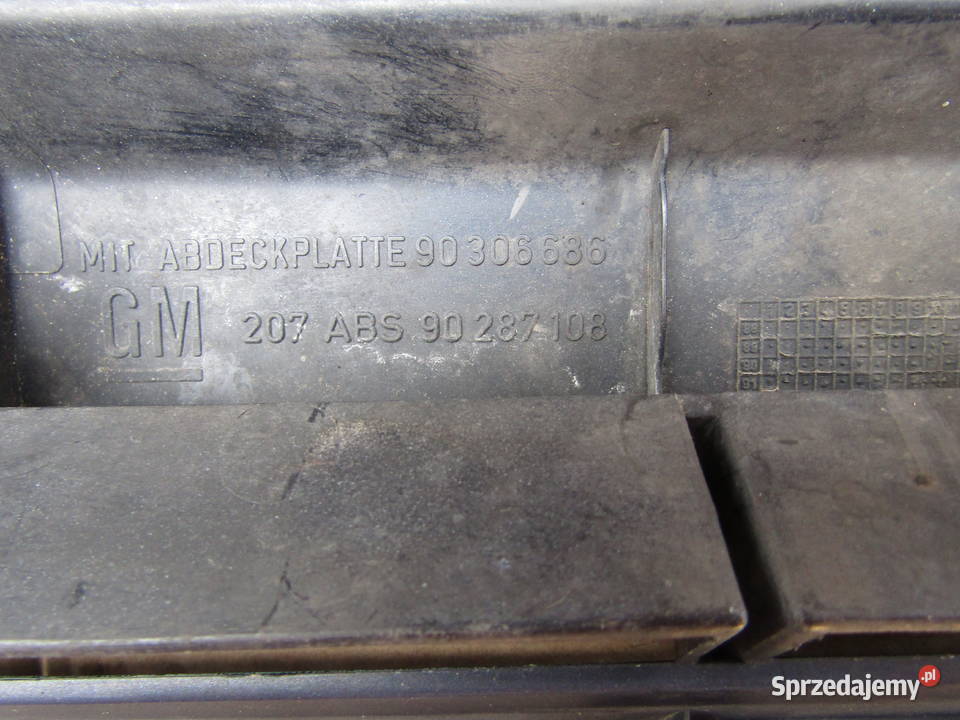 MIT ABDECKPLATTE 90 306 686
GM 207 ABS 90 287 108
Sprzedajemy.pl